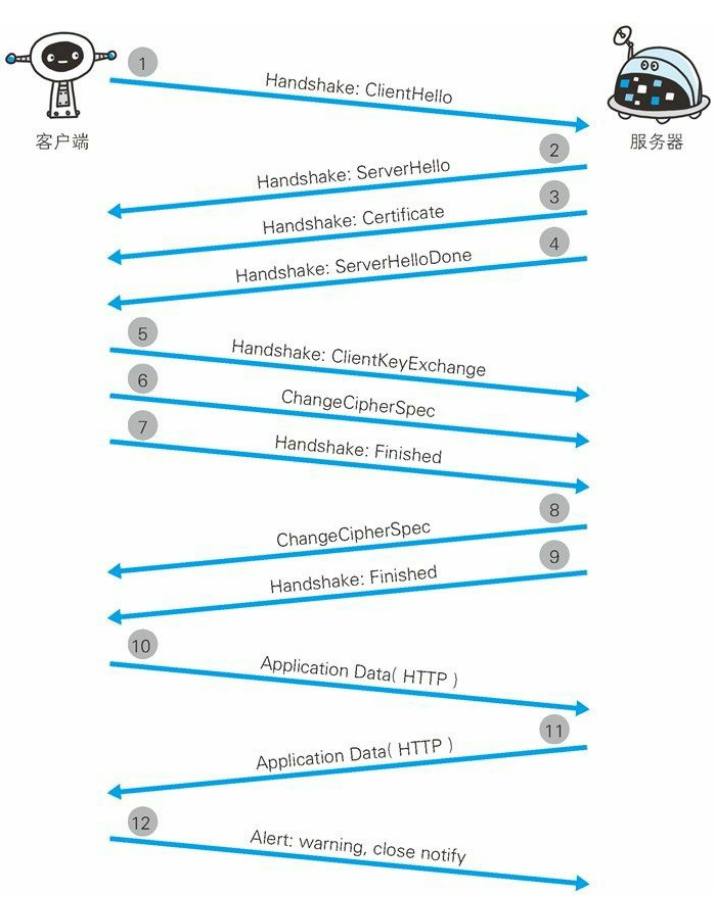 1
Handshake: ClientHello
客户端
服务器
2
Handshake: ServerHello
3
Handshake: Certificate
4
Handshake: ServerHelloDone
5
Handshake: ClientKeyExchange
6
ChangeCipherSpec
7
Handshake: Finished
8
ChangeCipherSpec
9
Handshake: Finished
10
Application Data( HTTP )
11
Application Data( HTTP )
12
Alert: warning, close notify